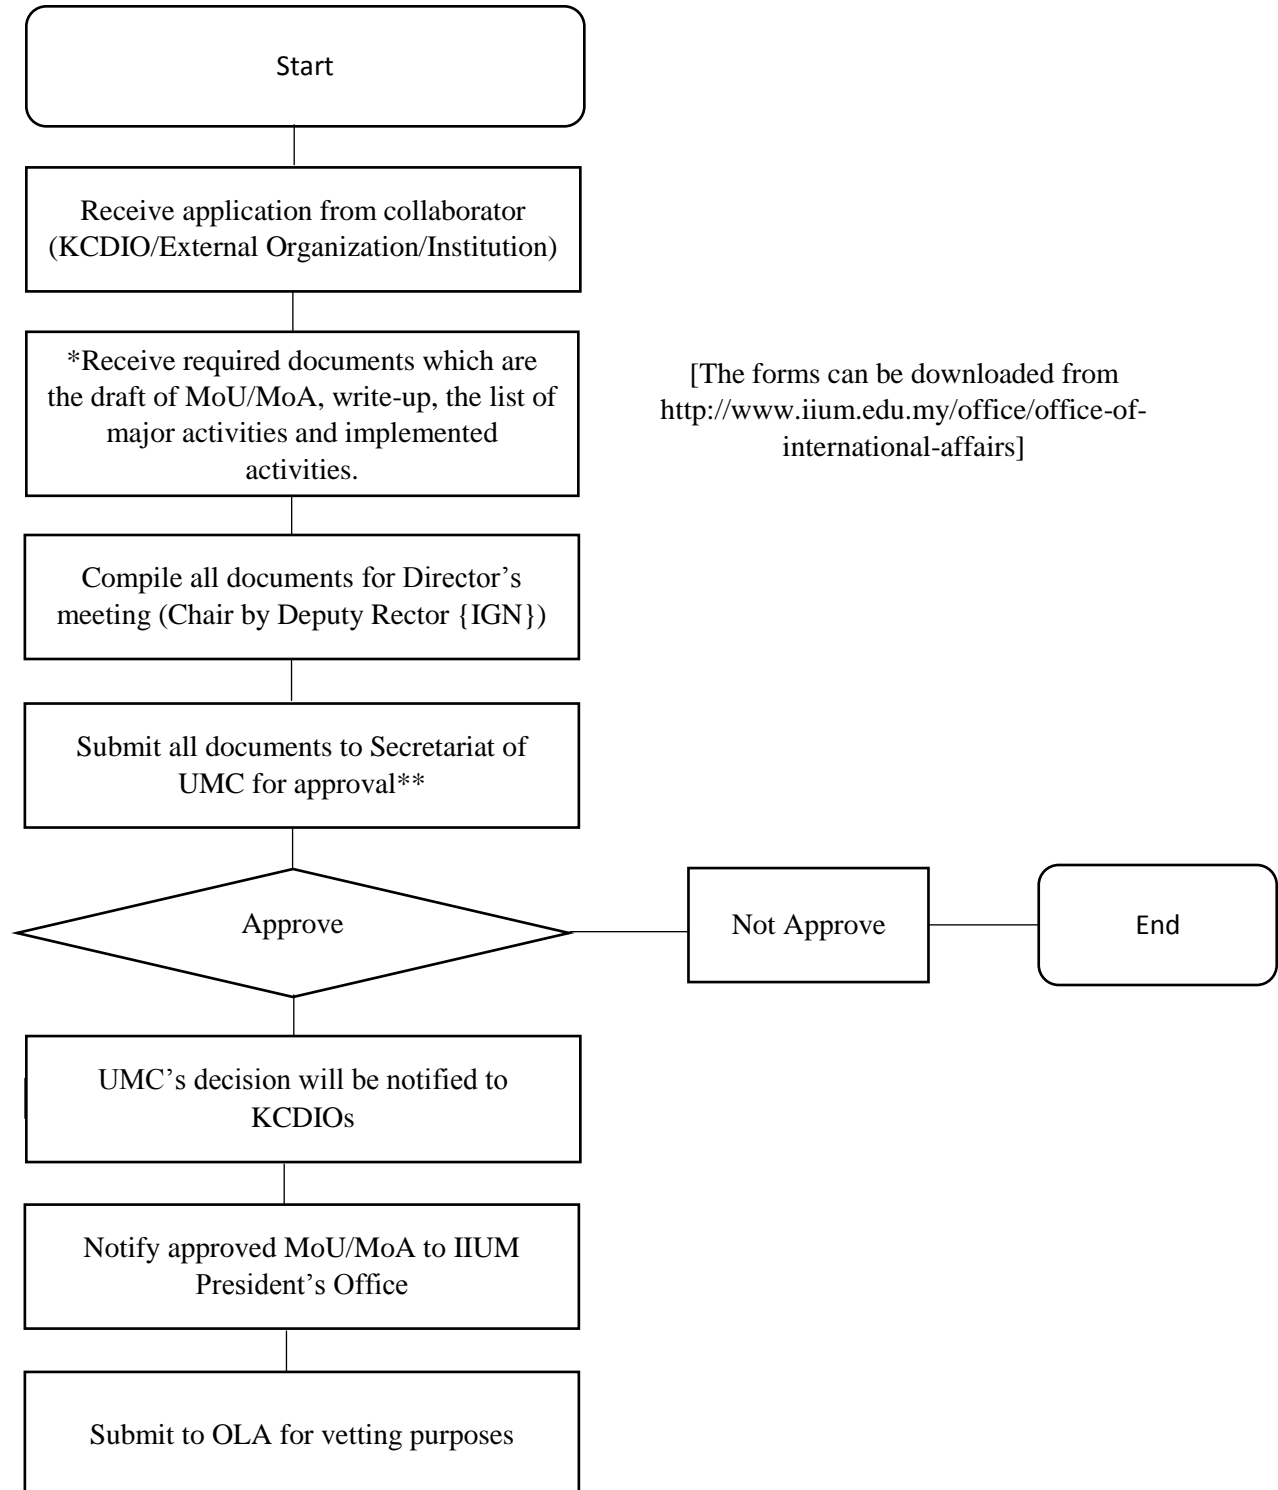 Start
Receive application from collaborator
(KCDIO/External Organization/Institution)
*Receive required documents which are
the draft of MoU/MoA, write-up, the list of
major activities and implemented
activities.
[The forms can be downloaded from
http://www.iium.edu.my/office/office-of-
international-affairs]
Compile all documents for Director’s
meeting (Chair by Deputy Rector {IGN})
Submit all documents to Secretariat of
UMC for approval**
Approve
Not Approve
End
UMC’s decision will be notified to
KCDIOs
Notify approved MoU/MoA to IIUM
President’s Office
Submit to OLA for vetting purposes